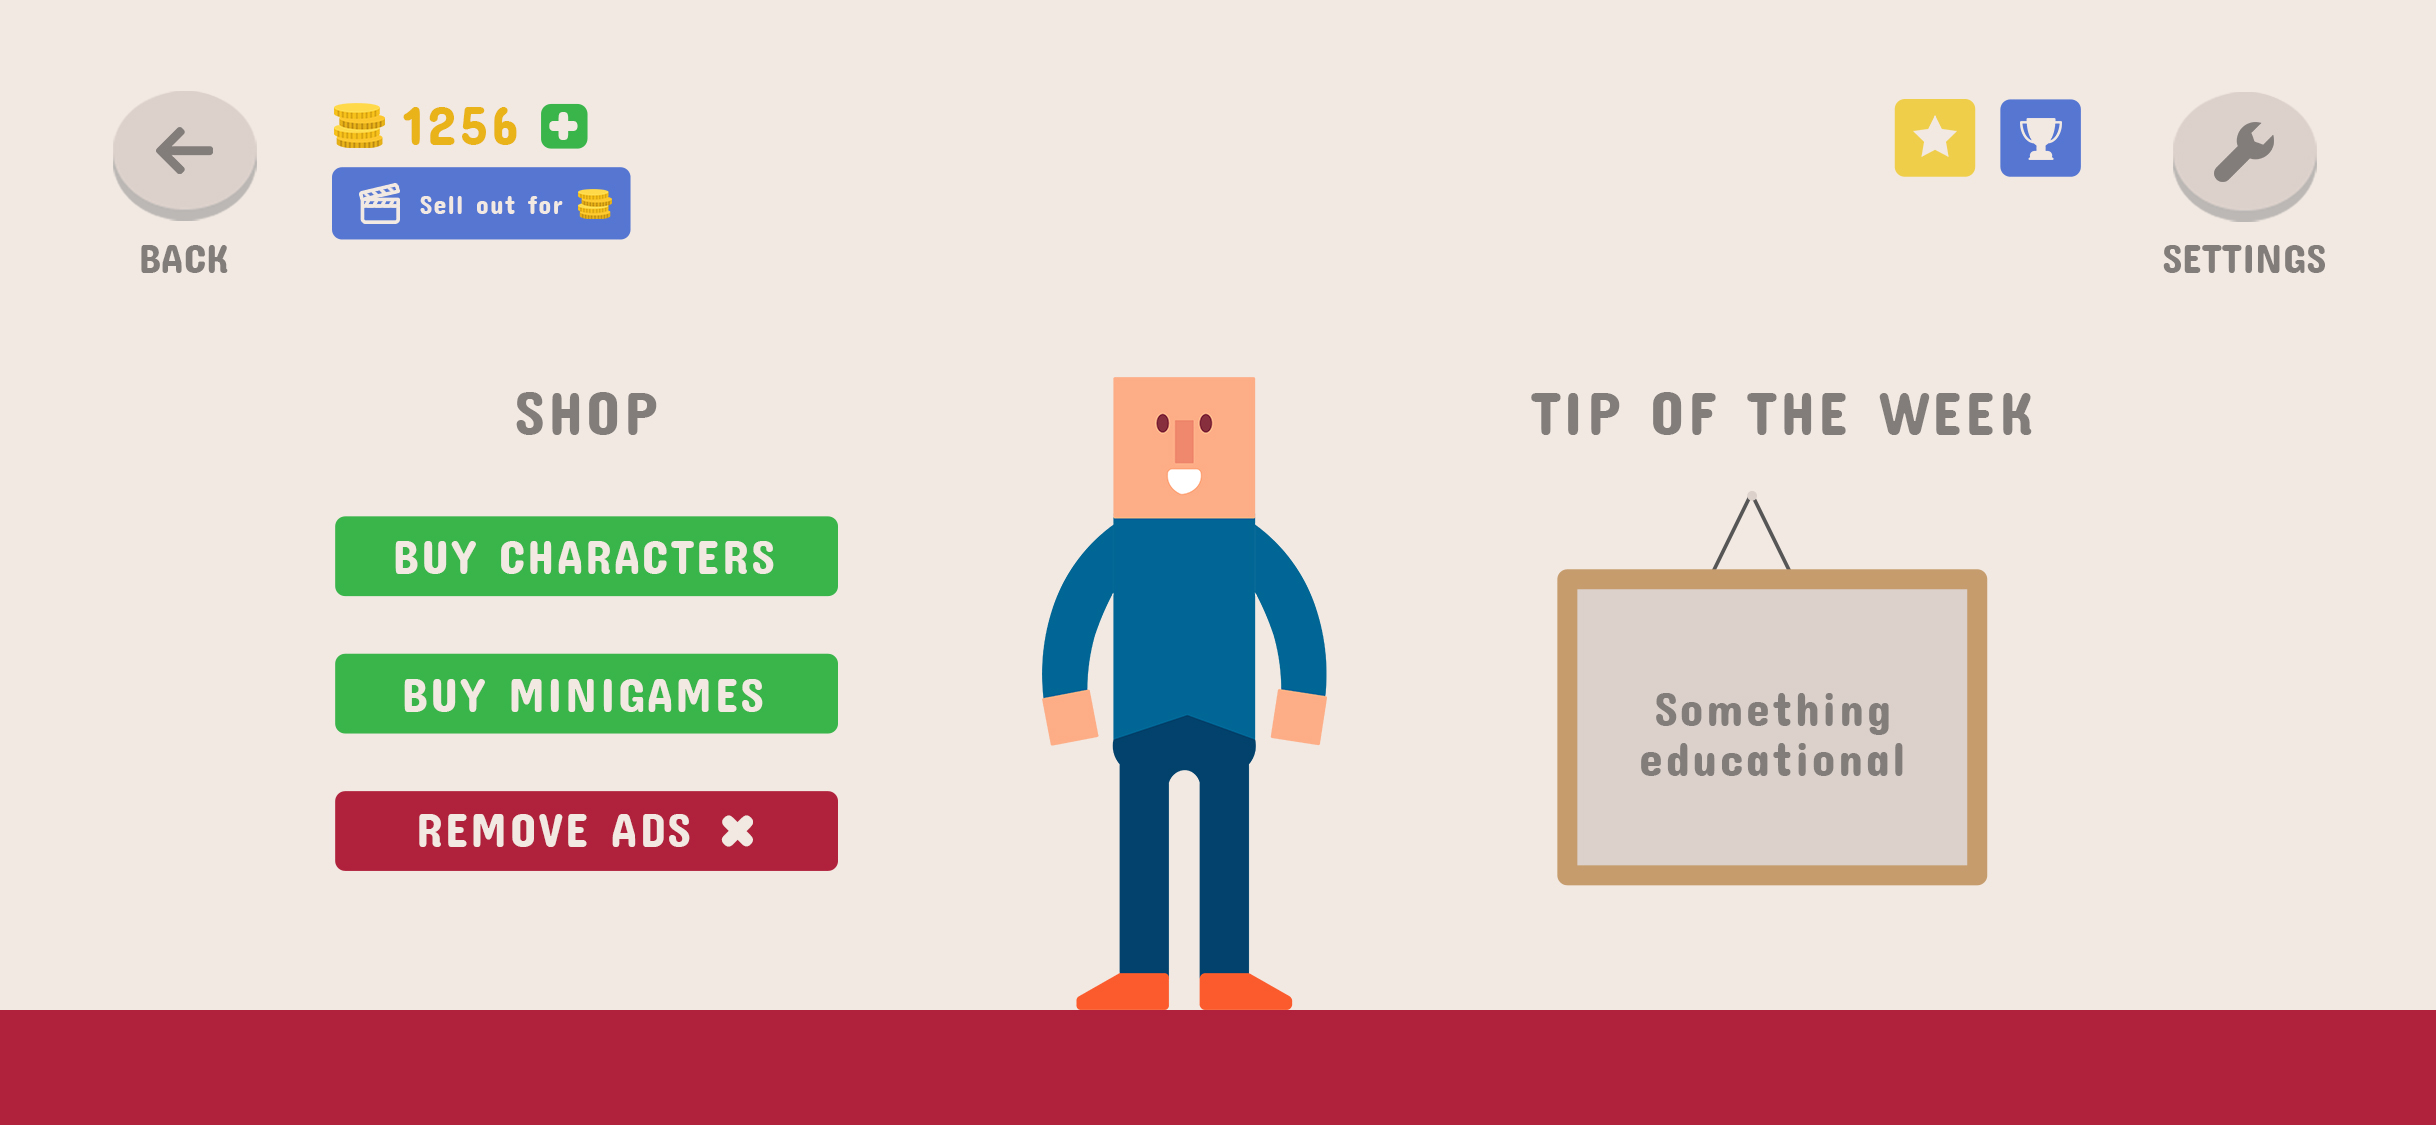 1256
Sell out for
BACK
SETTINGS
SHOP
BUY CHARACTERS
BUY MINIGAMES
REMOVE ADS
TIP OF THE WEEK
Something
educational